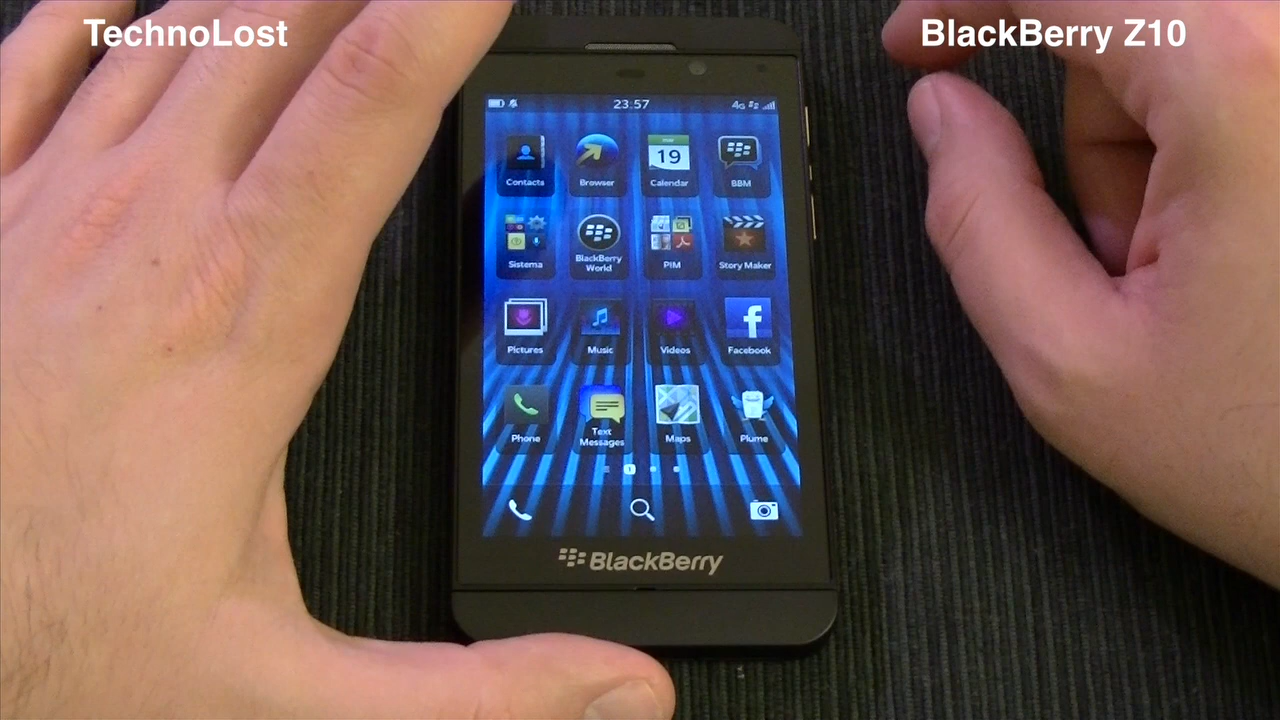 TechnoLost
BlackBerry Z10
23:57
4G
19
Contacts
Browser
Calendar
BBM
Sistema
BlackBerry
World
PIM
Story Maker
Pictures
Music
Videos
Facebook
Phone
Text
Messages
Maps
Plume
1
BlackBerry